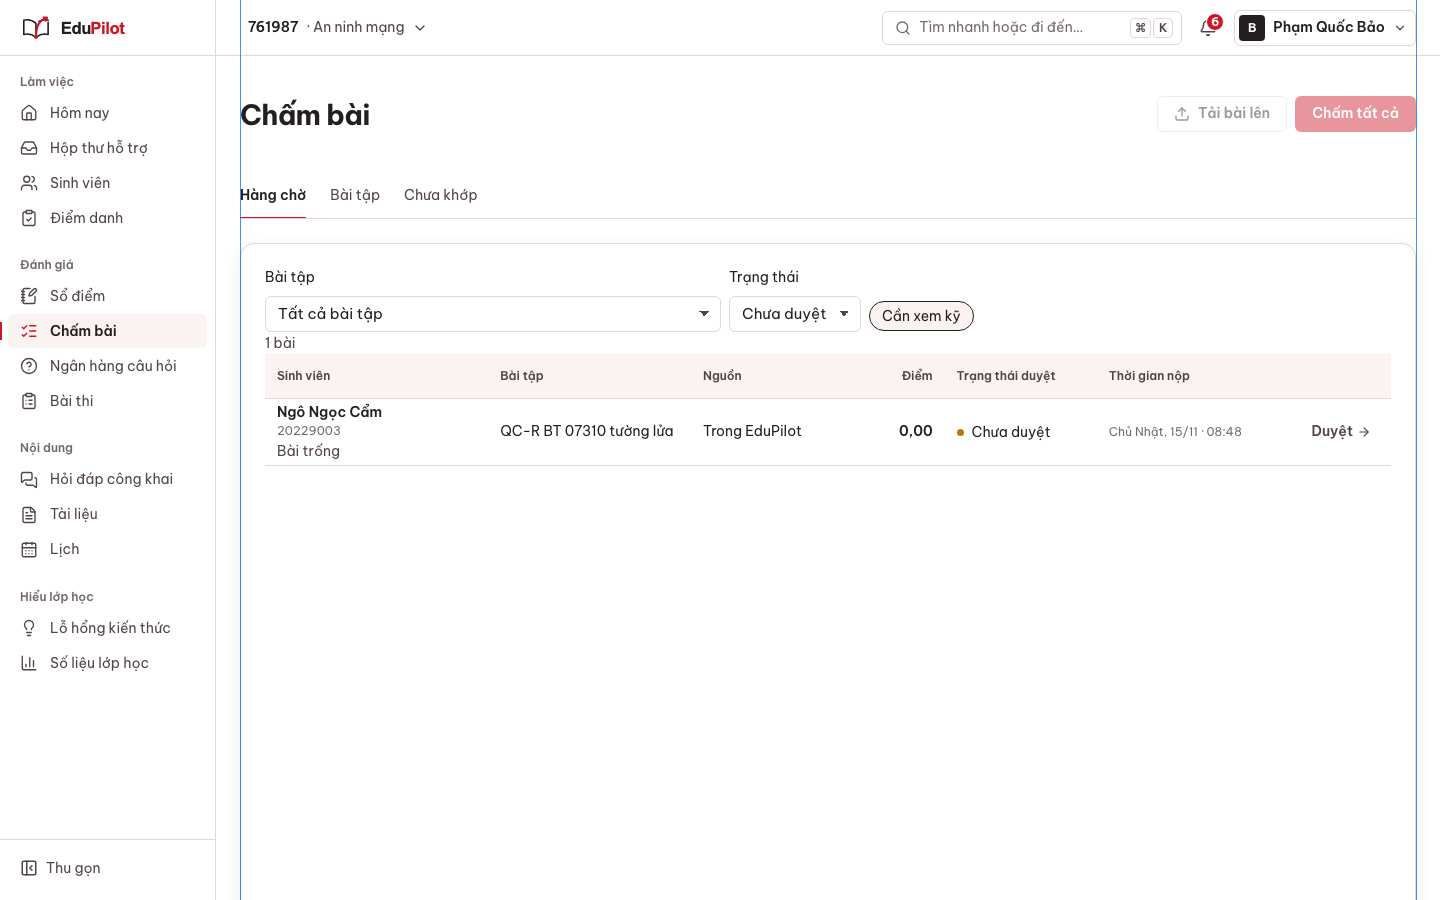 EduPilot
761987 · An ninh mạng
Tìm nhanh hoặc đi đến...
⌘ K
6
B Phạm Quốc Bảo
Làm việc
Hôm nay
Hộp thư hỗ trợ
Sinh viên
Điểm danh
Đánh giá
Sổ điểm
Chấm bài
Ngân hàng câu hỏi
Bài thi
Nội dung
Hỏi đáp công khai
Tài liệu
Lịch
Hiểu lớp học
Lỗ hổng kiến thức
Số liệu lớp học
Thu gọn
Chấm bài
Tải bài lên
Chấm tất cả
Hàng chờ Bài tập Chưa khớp
Bài tập Trạng thái
Tất cả bài tập Chưa duyệt Cần xem kỹ
1 bài
Sinh viên Bài tập Nguồn Điểm Trạng thái duyệt Thời gian nộp
Ngô Ngọc Cẩm
20229003
Bài trống
QC-R BT 07310 tường lửa Trong EduPilot 0,00 Chưa duyệt Chủ Nhật, 15/11 · 08:48 Duyệt →